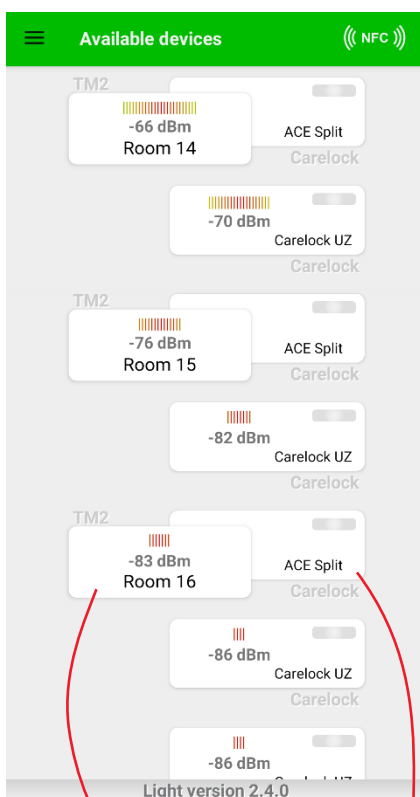 Available devices
((( NFC )))
TM2
-66 dBm
Room 14
ACE Split
Carelock
-70 dBm
Carelock UZ
Carelock
TM2
-76 dBm
Room 15
ACE Split
Carelock
-82 dBm
Carelock UZ
Carelock
TM2
-83 dBm
Room 16
ACE Split
Carelock
-86 dBm
Carelock UZ
Carelock
-86 dBm
Light version 2.4.0